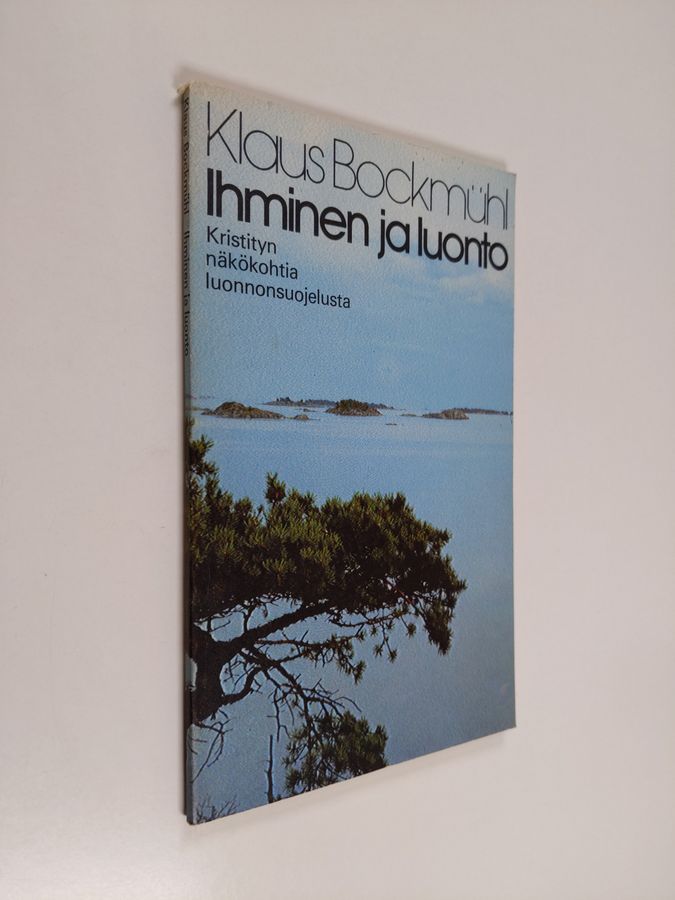 Klaus Bockmühl
Ihminen ja luonto
Kristityn
näkökohtia
luonnonsuojelusta
Klaus Bockmühl Ihminen ja luonto